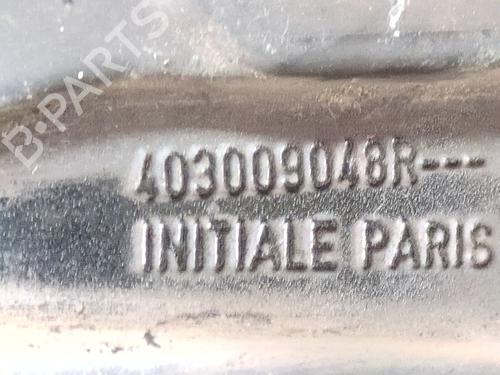 B-PARTS
403009048R---
INITIALE PARIS